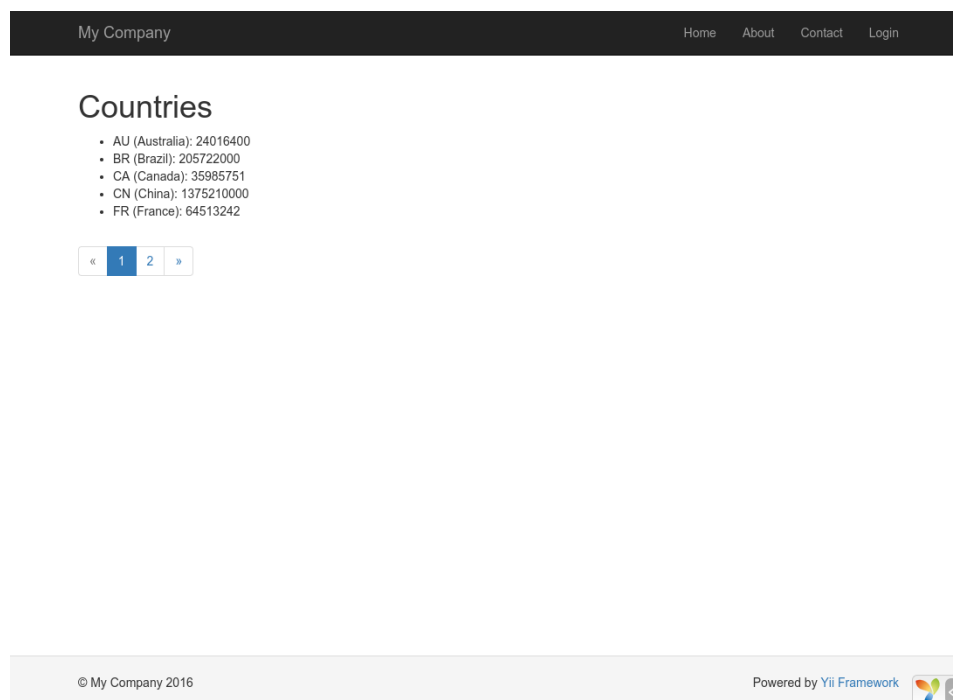 My Company Home About Contact Login
Countries
• AU (Australia): 24016400
• BR (Brazil): 205722000
• CA (Canada): 35985751
• CN (China): 1375210000
• FR (France): 64513242
« 1 2 »
© My Company 2016 Powered by Yii Framework